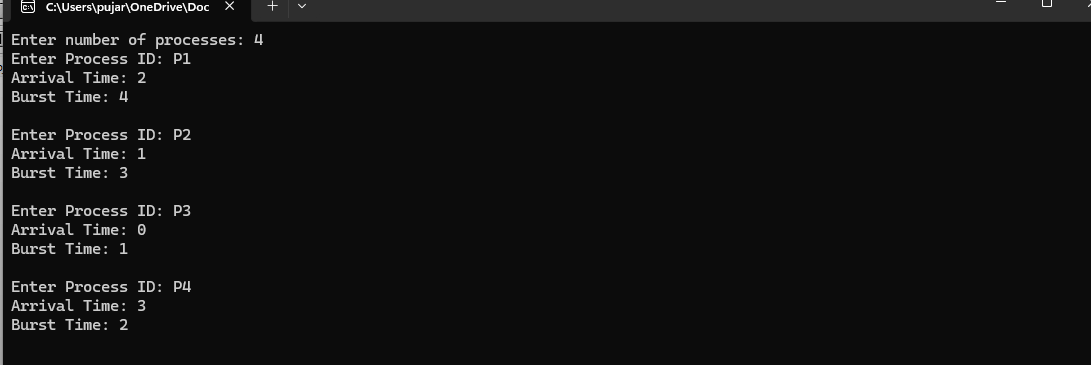 C:\Users\pujar\OneDrive\Doc
Enter number of processes: 4
Enter Process ID: P1
Arrival Time: 2
Burst Time: 4
Enter Process ID: P2
Arrival Time: 1
Burst Time: 3
Enter Process ID: P3
Arrival Time: 0
Burst Time: 1
Enter Process ID: P4
Arrival Time: 3
Burst Time: 2